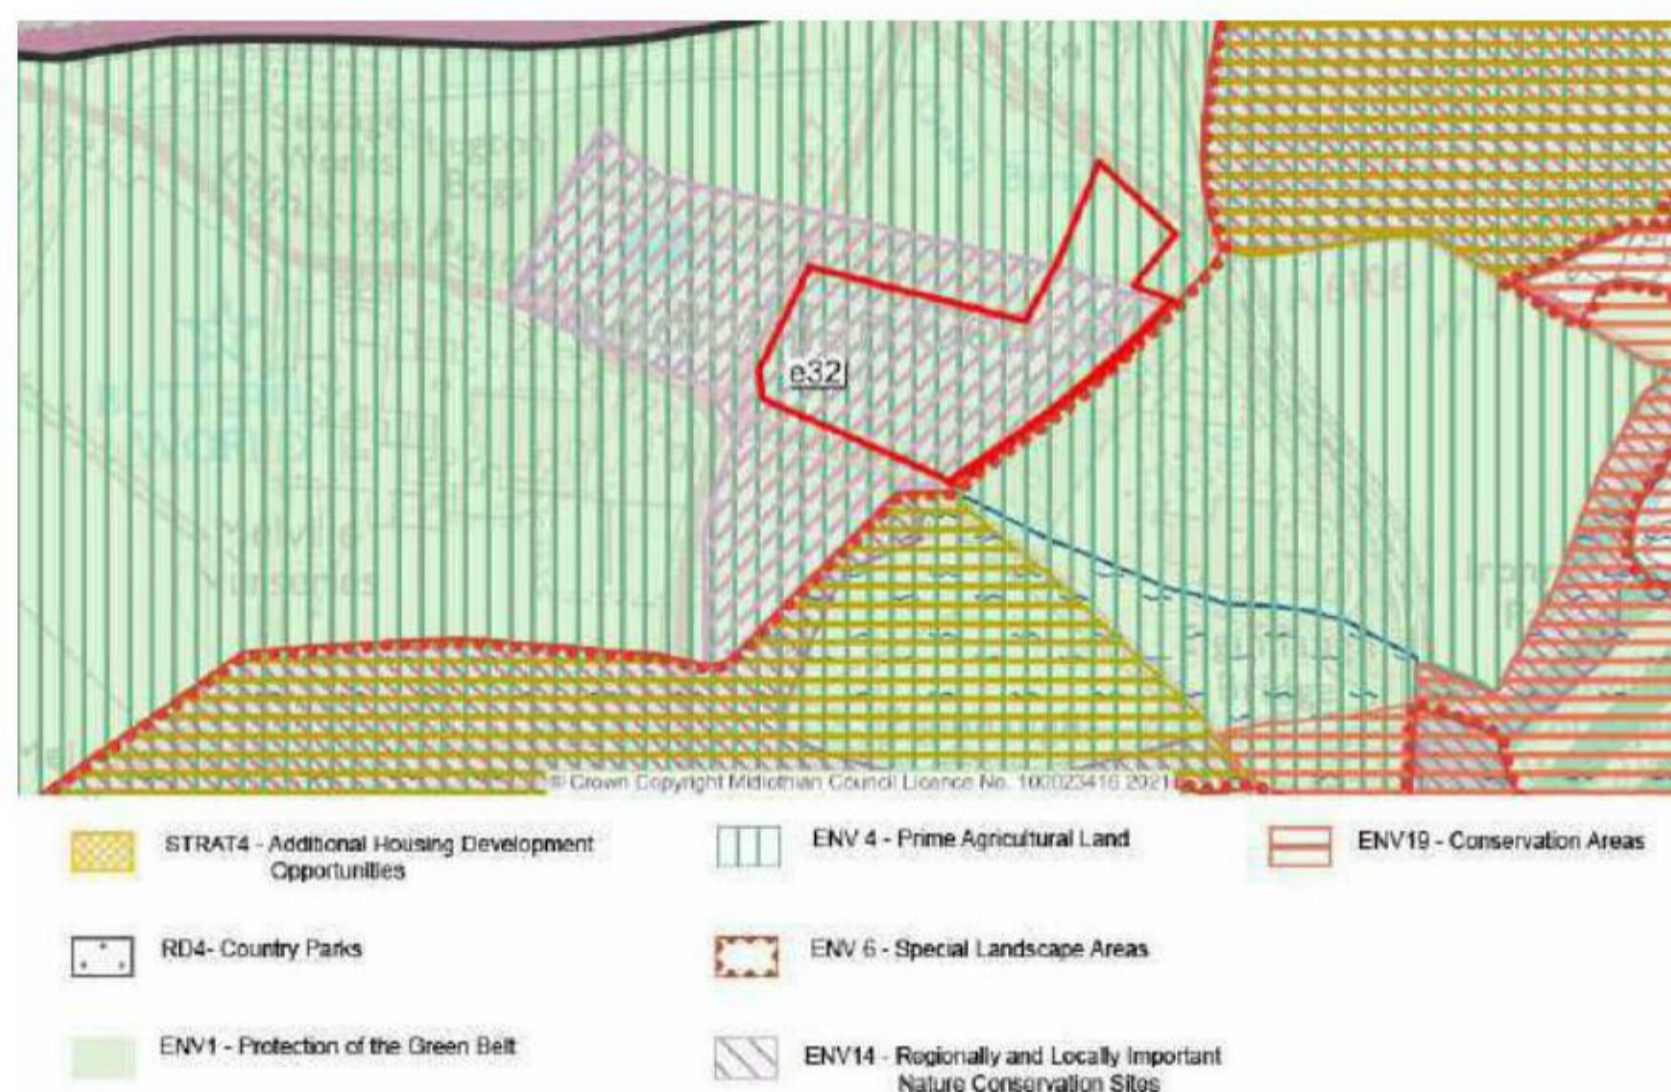 e32
© Crown Copyright Midlothian Council Licence No. 100023416 2021
STRAT4 - Additional Housing Development
Opportunities
ENV 4 - Prime Agricultural Land
ENV19 - Conservation Areas
RD4- Country Parks
ENV 6 - Special Landscape Areas
ENV1 - Protection of the Green Belt
ENV14 - Regionally and Locally Important
Nature Conservation Sites